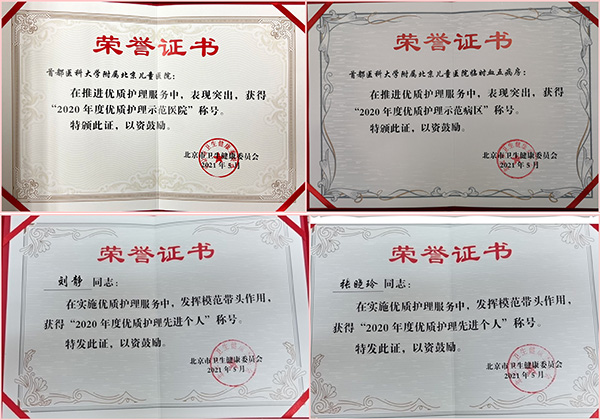 荣誉证书
首都医科大学附属北京儿童医院:
在推进优质护理服务中,表现突出,获得
“2020年度优质护理示范医院”称号。
特颁此证,以资鼓励。
北京市卫生健康委员会
2021年5月
荣誉证书
首都医科大学附属北京儿童医院临时血五病房:
在推进优质护理服务中,表现突出,获得
“2020年度优质护理示范病区”称号。
特颁此证,以资鼓励。
北京市卫生健康委员会
2021年5月
荣誉证书
刘静 同志:
在实施优质护理服务中,发挥模范带头作用,
获得“2020年度优质护理先进个人”称号。
特发此证,以资鼓励。
北京市卫生健康委员会
2021年5月
荣誉证书
张晓玲 同志:
在实施优质护理服务中,发挥模范带头作用,
获得“2020年度优质护理先进个人”称号。
特发此证,以资鼓励。
北京市卫生健康委员会
2021年5月